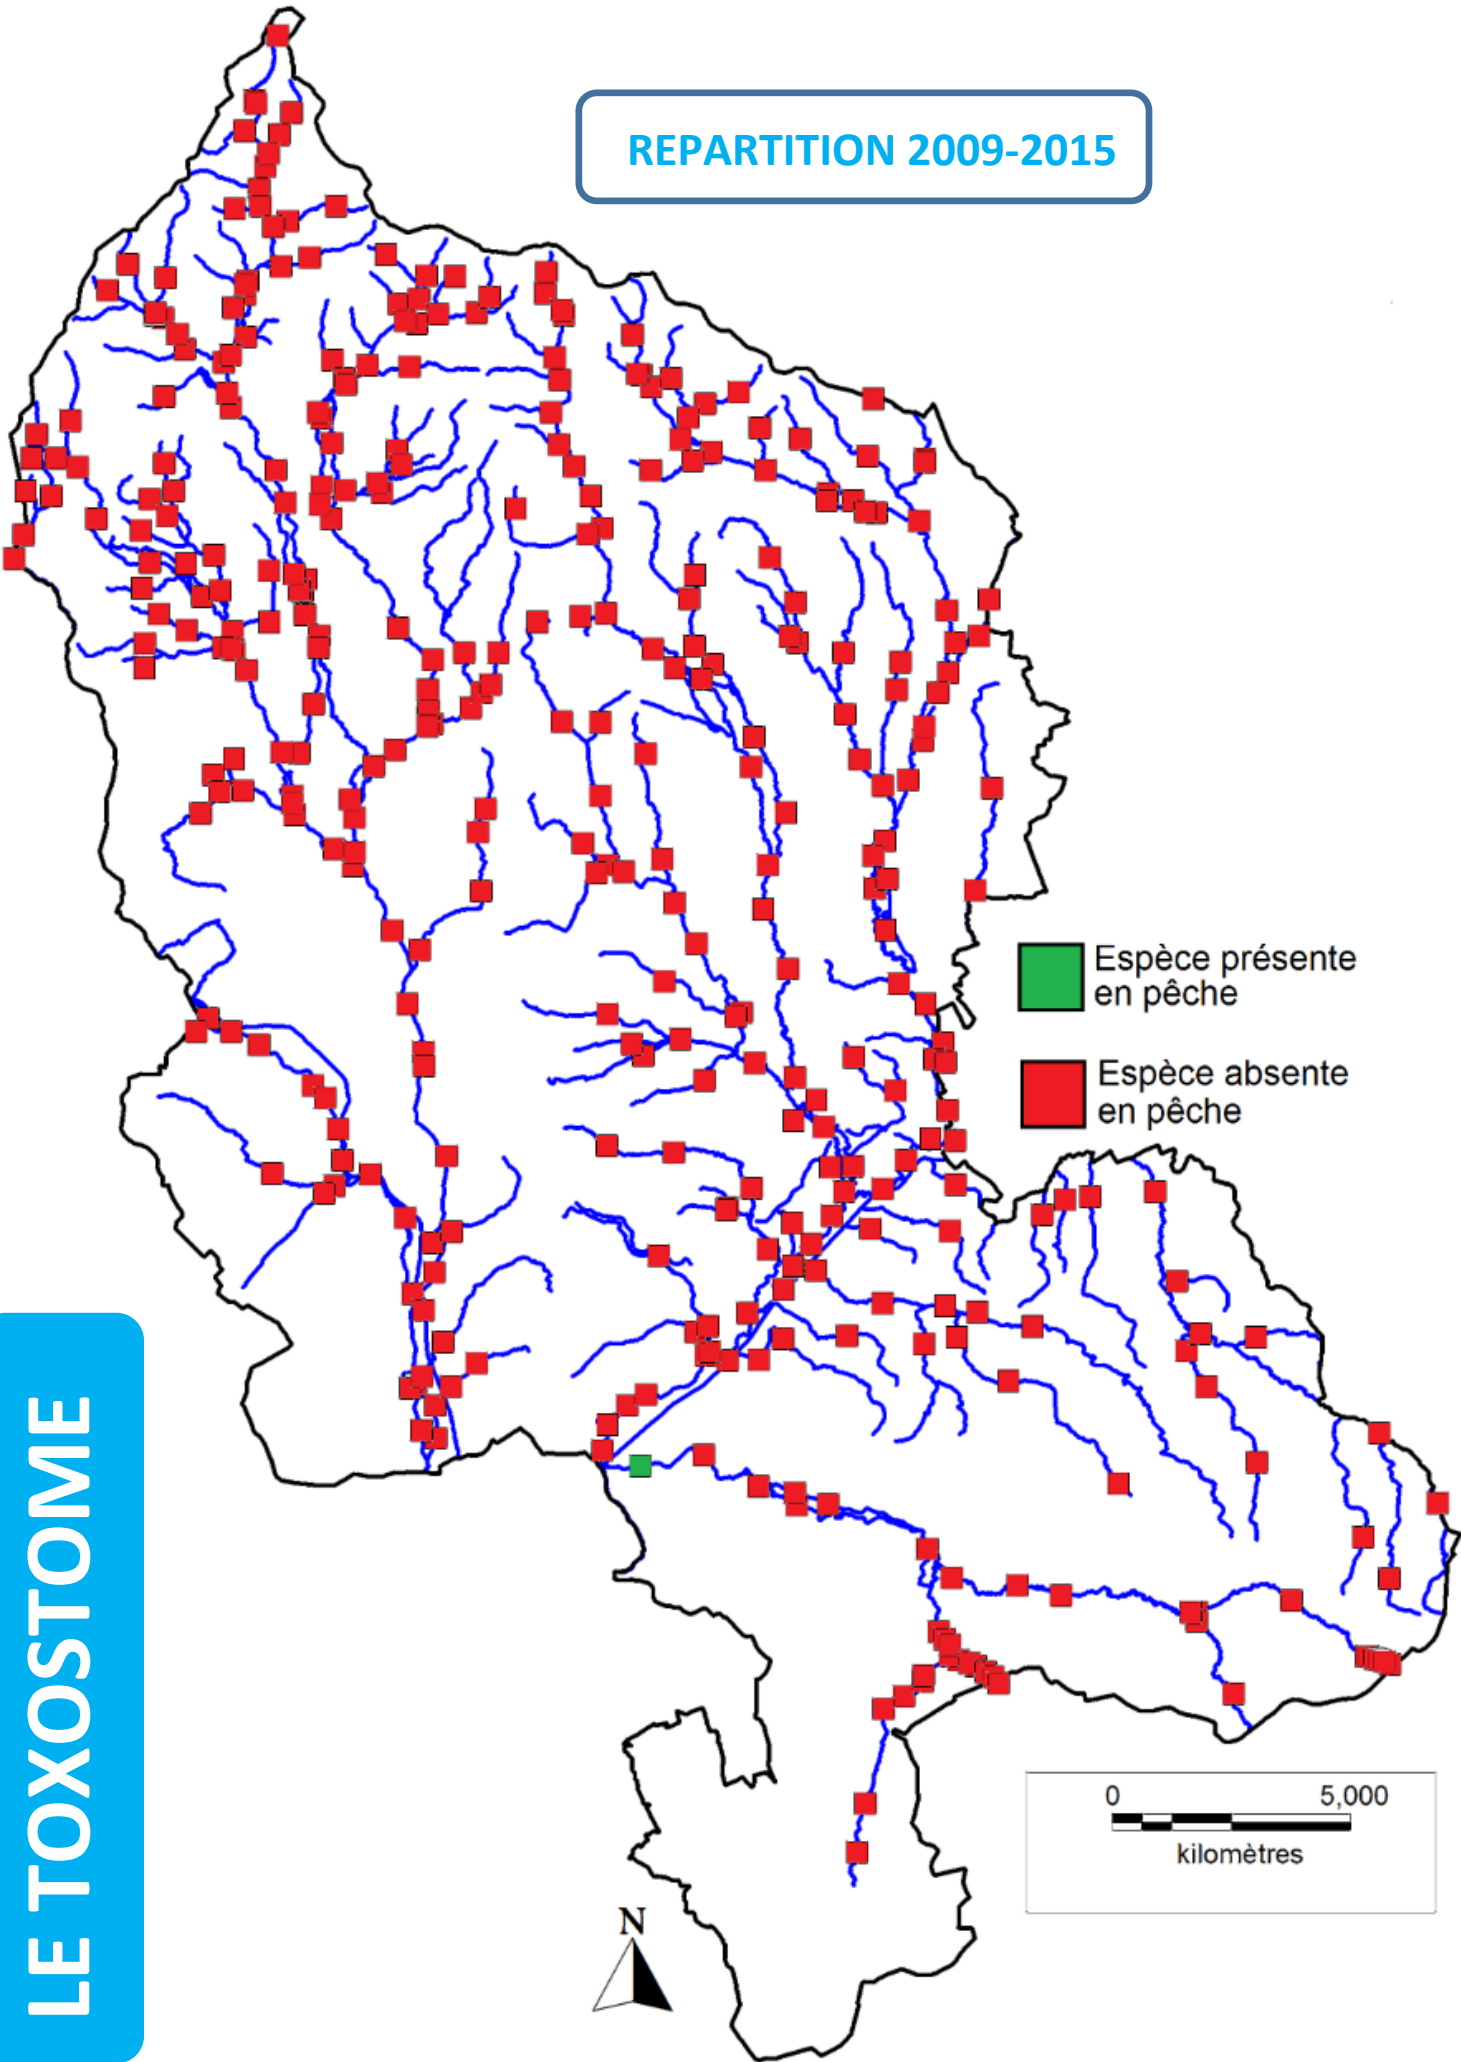 REPARTITION 2009-2015
Espèce présente
en pêche
Espèce absente
en pêche
LE TOXOSTOME
0 5,000
kilomètres
N